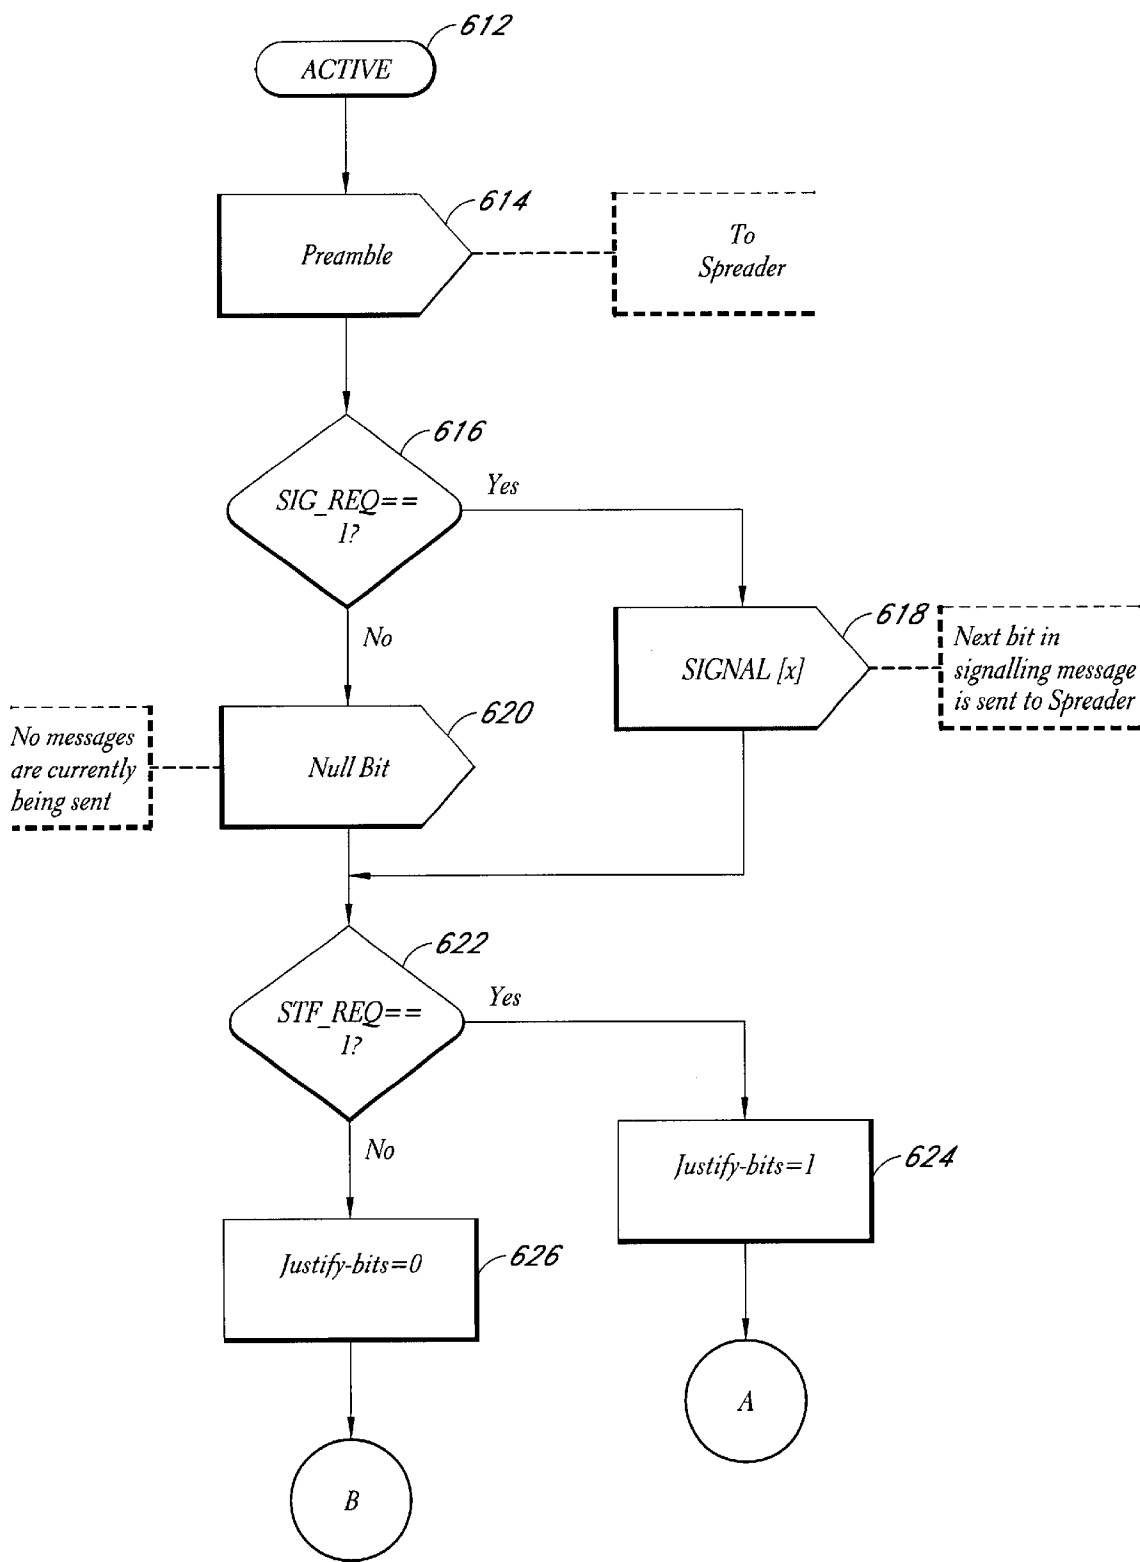 612
ACTIVE
614
Preamble
To
Spreader
616
SIG_REQ==
1?
Yes
No
618
SIGNAL [x]
Next bit in
signalling message
is sent to Spreader
620
No messages
are currently
being sent
Null Bit
622
STF_REQ==
1?
Yes
No
624
Justify-bits=1
626
Justify-bits=0
A
B